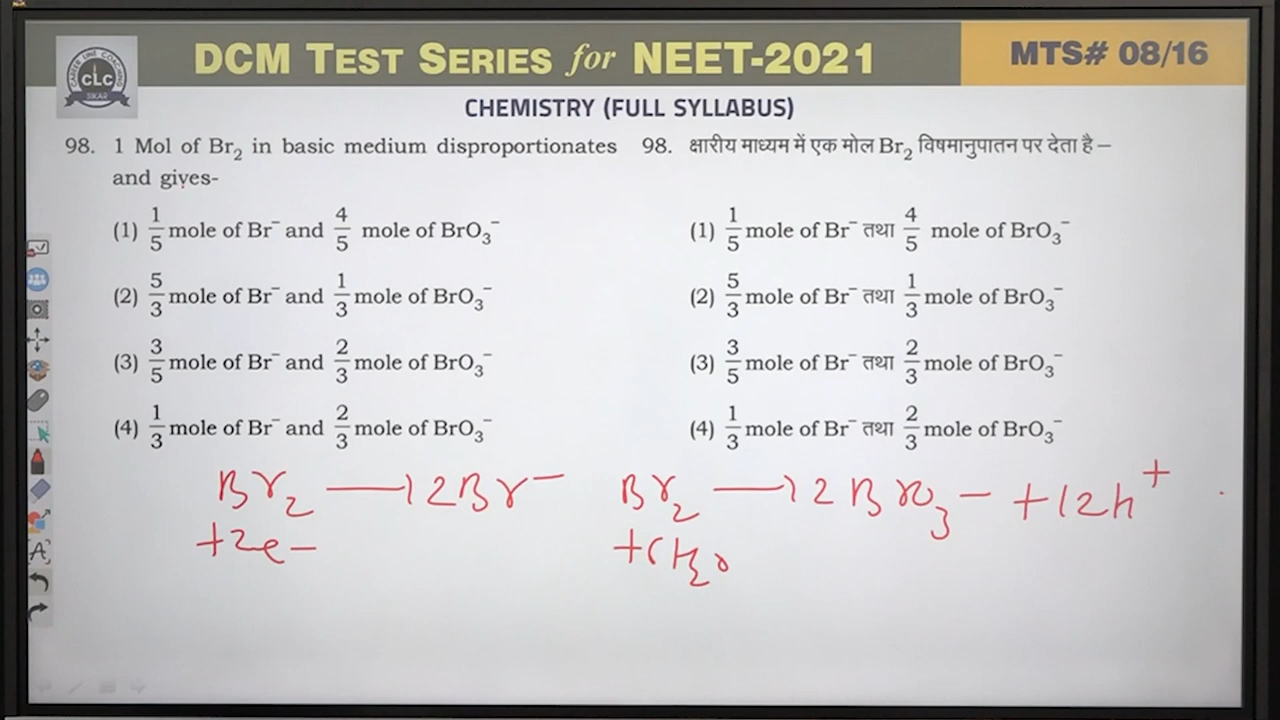 DCM TEST SERIES for NEET-2021
MTS# 08/16
CAREER LINE COACHING
CLC
SIKAR
CHEMISTRY (FULL SYLLABUS)
98. 1 Mol of Br₂ in basic medium disproportionates
and gives-
(1) 1/5 mole of Br⁻ and 4/5 mole of BrO₃⁻
(2) 5/3 mole of Br⁻ and 1/3 mole of BrO₃⁻
(3) 3/5 mole of Br⁻ and 2/3 mole of BrO₃⁻
(4) 1/3 mole of Br⁻ and 2/3 mole of BrO₃⁻
98. क्षारीय माध्यम में एक मोल Br₂ विषमानुपातन पर देता है –
(1) 1/5 mole of Br⁻ तथा 4/5 mole of BrO₃⁻
(2) 5/3 mole of Br⁻ तथा 1/3 mole of BrO₃⁻
(3) 3/5 mole of Br⁻ तथा 2/3 mole of BrO₃⁻
(4) 1/3 mole of Br⁻ तथा 2/3 mole of BrO₃⁻
Br₂ → 2Br⁻
+2e⁻
Br₂ → 2BrO₃⁻ + 12h⁺
+6H₂O
A